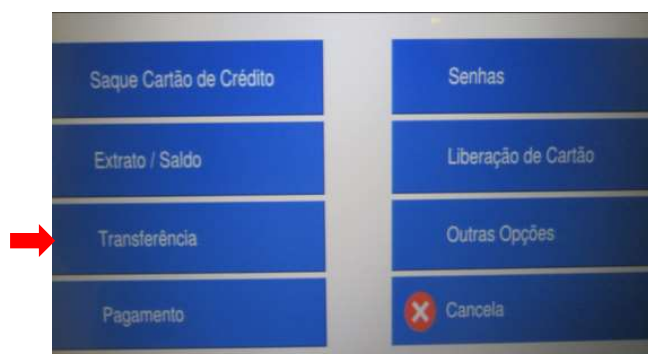 Saque Cartão de Crédito
Senhas
Extrato / Saldo
Liberação de Cartão
Transferência
Outras Opções
Pagamento
Cancela